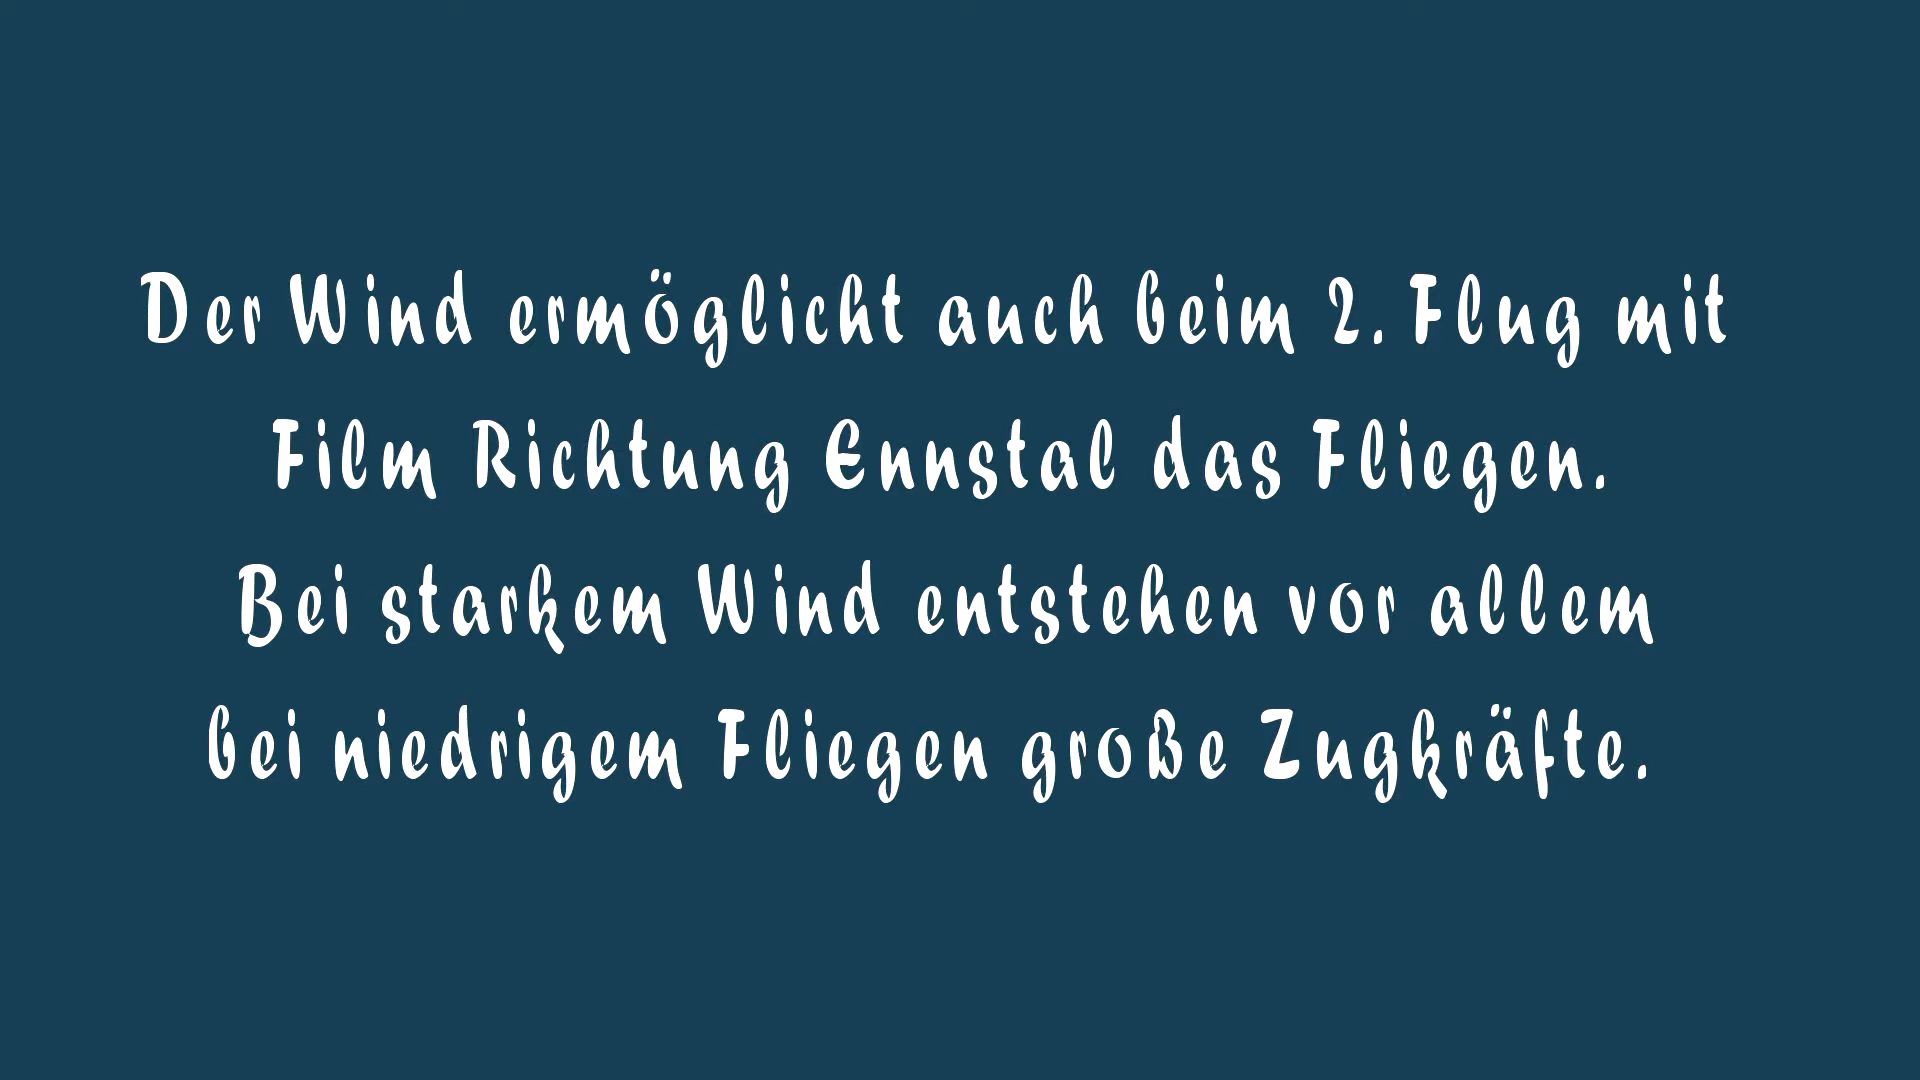 Der Wind ermöglicht auch beim 2. Flug mit
Film Richtung Ennstal das Fliegen.
Bei starkem Wind entstehen vor allem
bei niedrigem Fliegen große Zugkräfte.